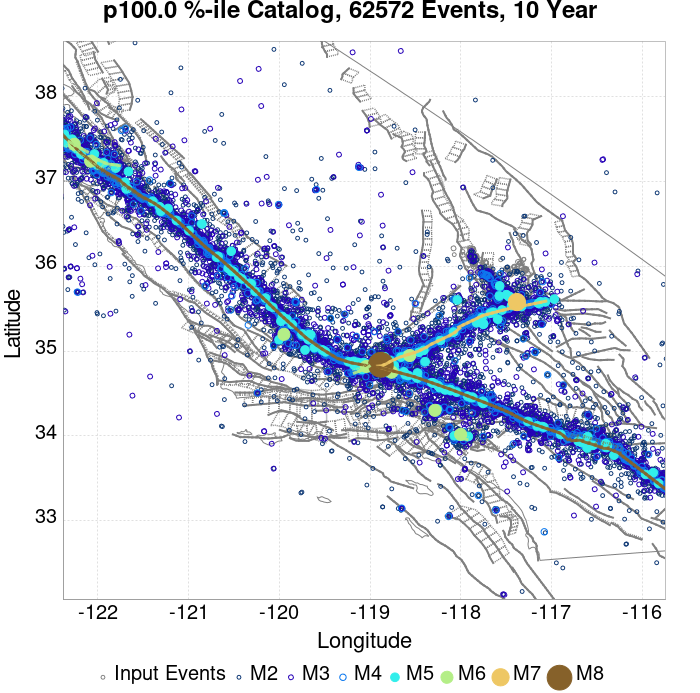 p100.0 %-ile Catalog, 62572 Events, 10 Year
38
37
36
35
34
33
Latitude
-122 -121 -120 -119 -118 -117 -116
Longitude
Input Events M2 M3 M4 M5 M6 M7 M8